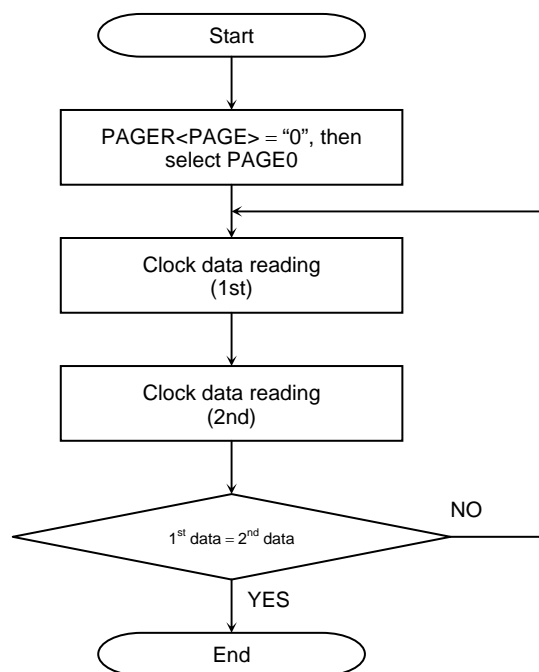 Start
PAGER<PAGE> = “0”, then
select PAGE0
Clock data reading
(1st)
Clock data reading
(2nd)
1st data = 2nd data
NO
YES
End